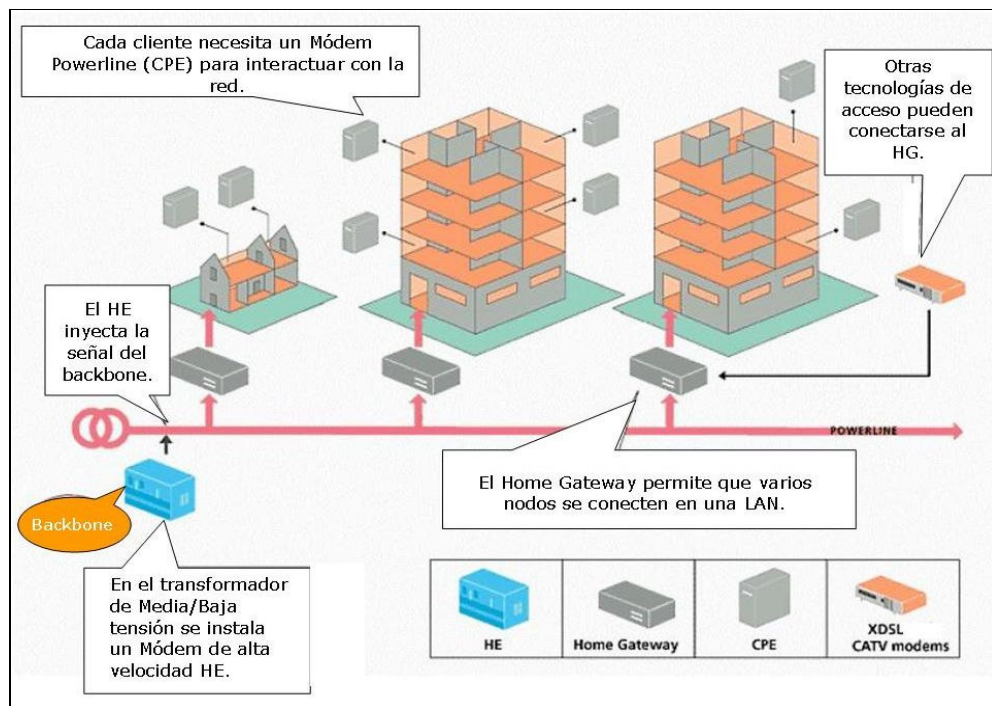 Cada cliente necesita un Módem
Powerline (CPE) para interactuar con la
red.
Otras
tecnologías de
acceso pueden
conectarse al
HG.
El HE
inyecta la
señal del
backbone.
POWERLINE
El Home Gateway permite que varios
nodos se conecten en una LAN.
Backbone
En el transformador
de Media/Baja
tensión se instala
un Módem de alta
velocidad HE.
HE
Home Gateway
CPE
XDSL
CATV modems